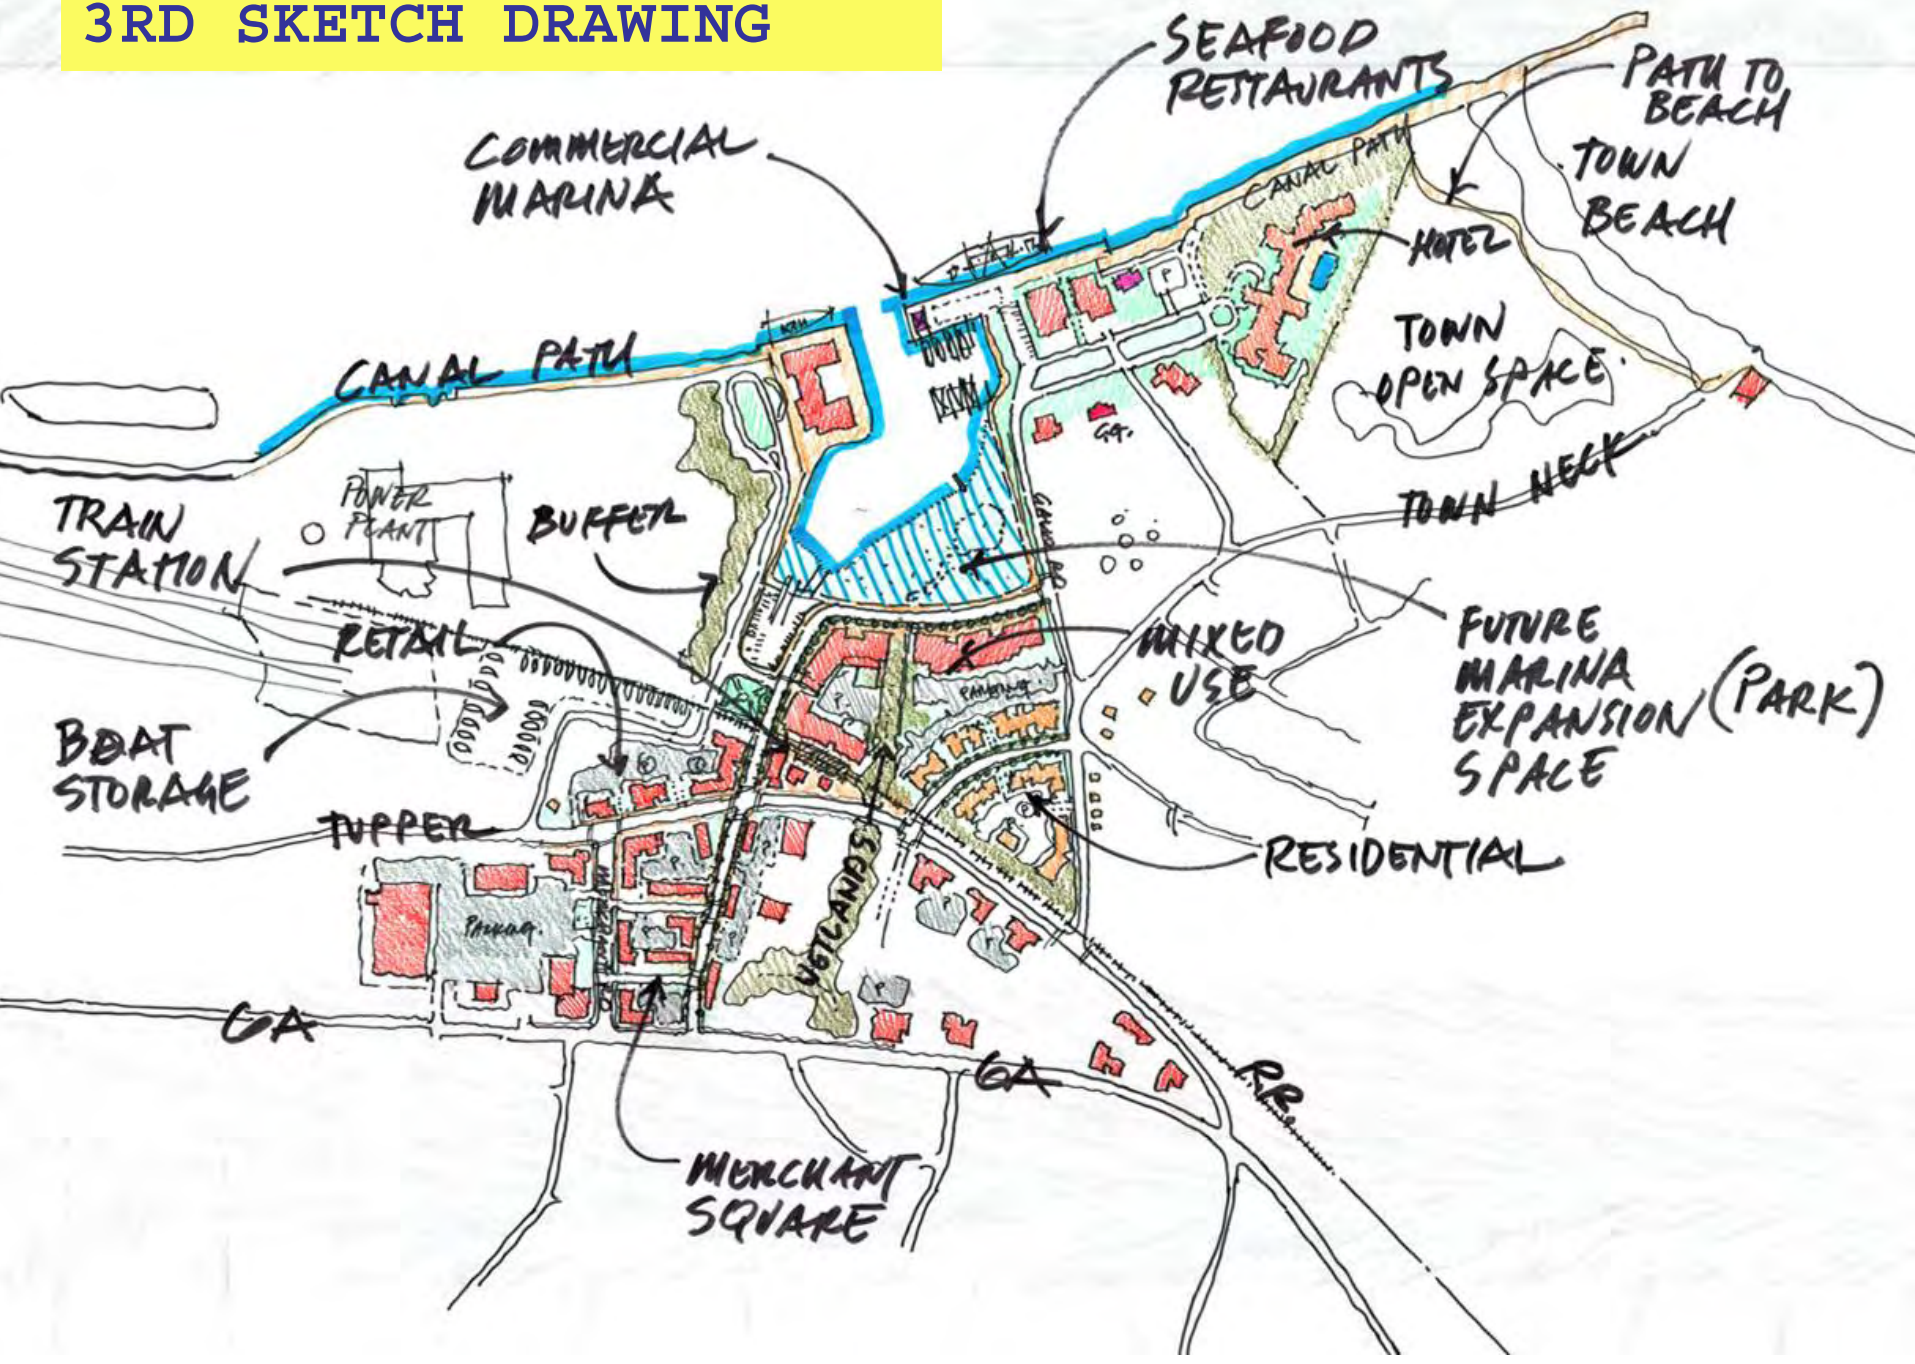 3RD SKETCH DRAWING
SEAFOOD
RESTAURANTS
PATH TO
BEACH
COMMERCIAL
MARINA
TOWN
BEACH
CANAL PATH
HOTEL
P
TOWN
OPEN SPACE
CANAL PATH
TOWN NECK
TRAIN
STATION
POWER
PLANT
BUFFER
RETAIL
MIXED
USE
FUTURE
MARINA
EXPANSION (PARK)
SPACE
P
PARKING
BOAT
STORAGE
TUPPER
RESIDENTIAL
P
P
PARKING
P
P
P
WETLANDS
P
6A
6A
RR
MERCHANT
SQUARE